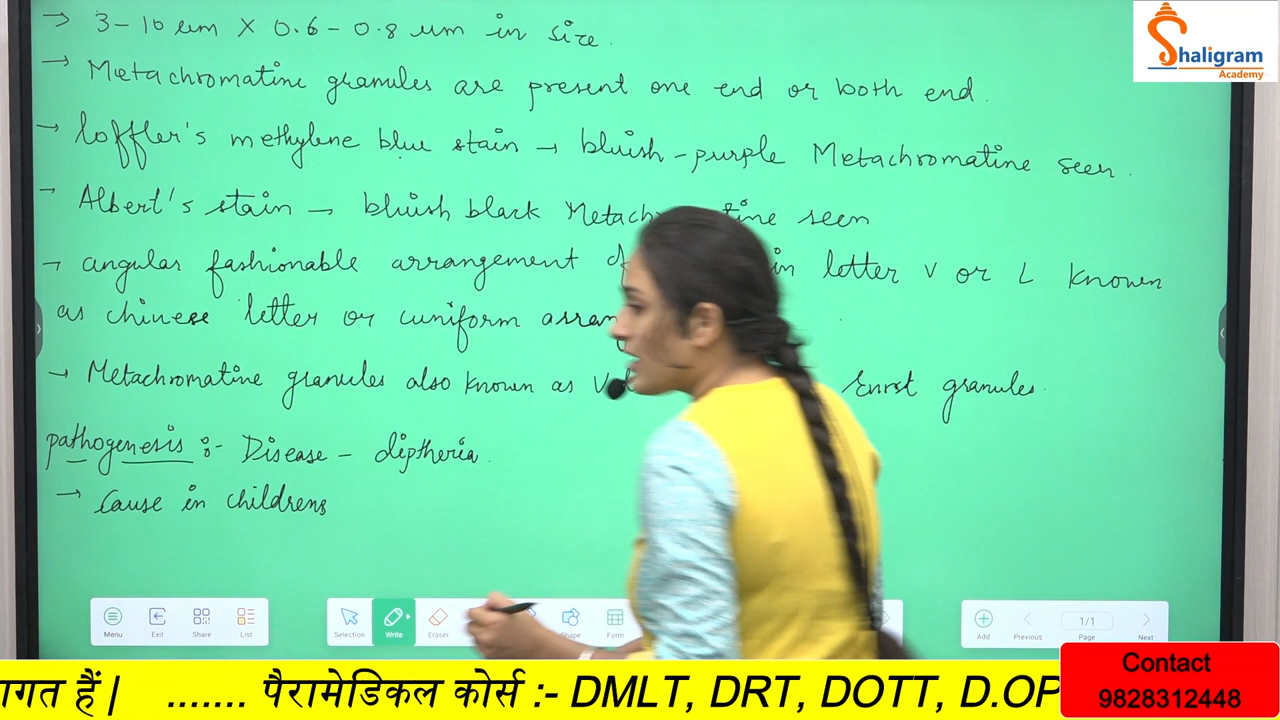 → 3-10 um X 0.6-0.8 um in size.
→ Metachromatine granules are present one end or both end.
→ Loffler's methylene blue stain → bluish-purple Metachromatine seen.
→ Albert's stain → bluish black Metach tine seen
→ angular fashionable arrangement of in letter V or L known
as chinese letter or cuniform arran
→ Metachromatine granules also known as Enrst granules.
pathogenesis :- Disease - diptheria.
→ Cause in childrens
Shaligram
Academy
Menu Exit Share List Selection Write Eraser Shape Form Add Previous 1/1 Page Next
ागत हैं| ....... पैरामेडिकल कोर्स :- DMLT, DRT, DOTT, D.OP
Contact
9828312448